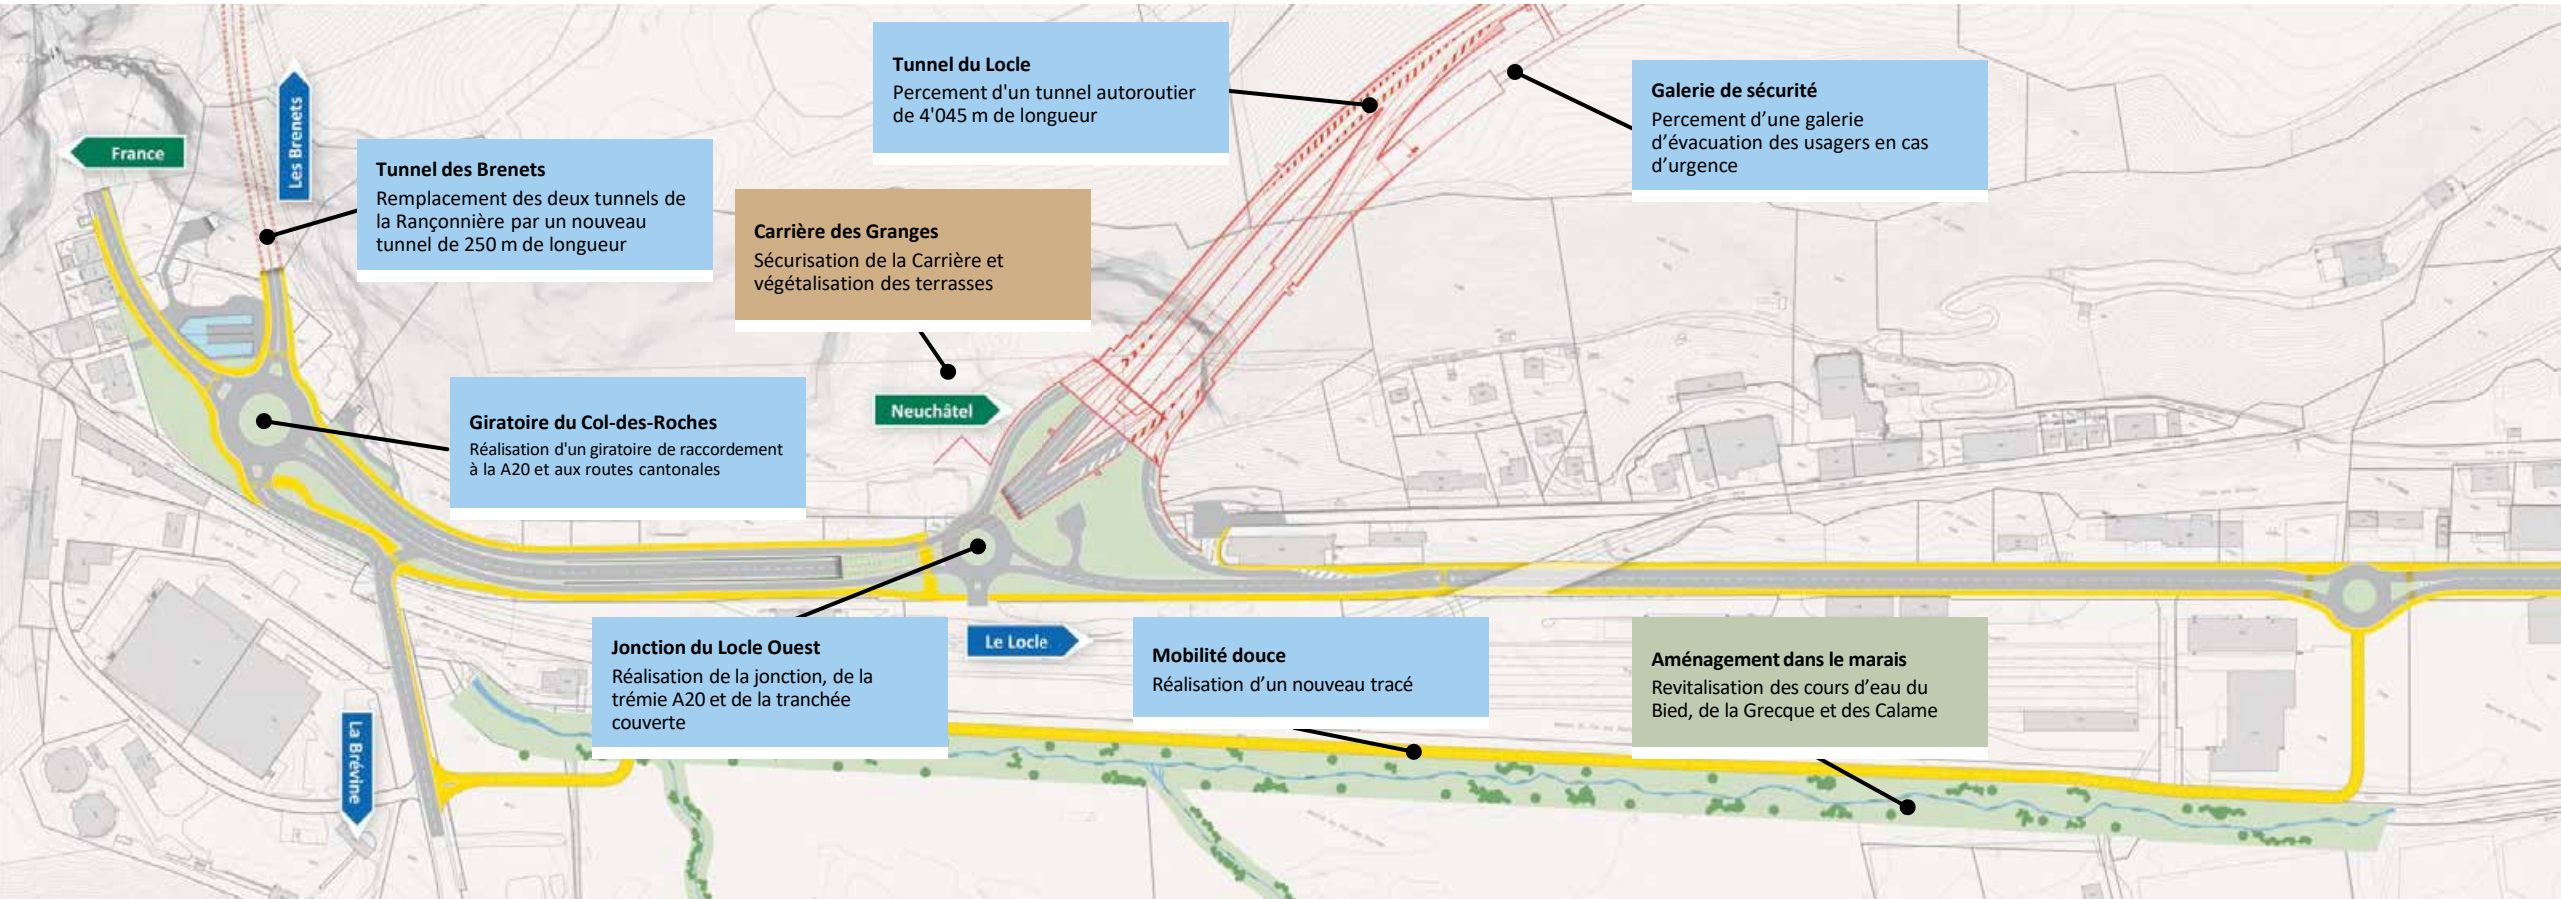 Tunnel du Locle
Percement d'un tunnel autoroutier
de 4'045 m de longueur
Galerie de sécurité
Percement d’une galerie
d’évacuation des usagers en cas
d’urgence
Les Brenets
France
Tunnel des Brenets
Remplacement des deux tunnels de
la Rançonnière par un nouveau
tunnel de 250 m de longueur
Carrière des Granges
Sécurisation de la Carrière et
végétalisation des terrasses
Neuchâtel
Giratoire du Col-des-Roches
Réalisation d'un giratoire de raccordement
à la A20 et aux routes cantonales
Jonction du Locle Ouest
Réalisation de la jonction, de la
trémie A20 et de la tranchée
couverte
Le Locle
Mobilité douce
Réalisation d’un nouveau tracé
Aménagement dans le marais
Revitalisation des cours d’eau du
Bied, de la Grecque et des Calame
La Brévine